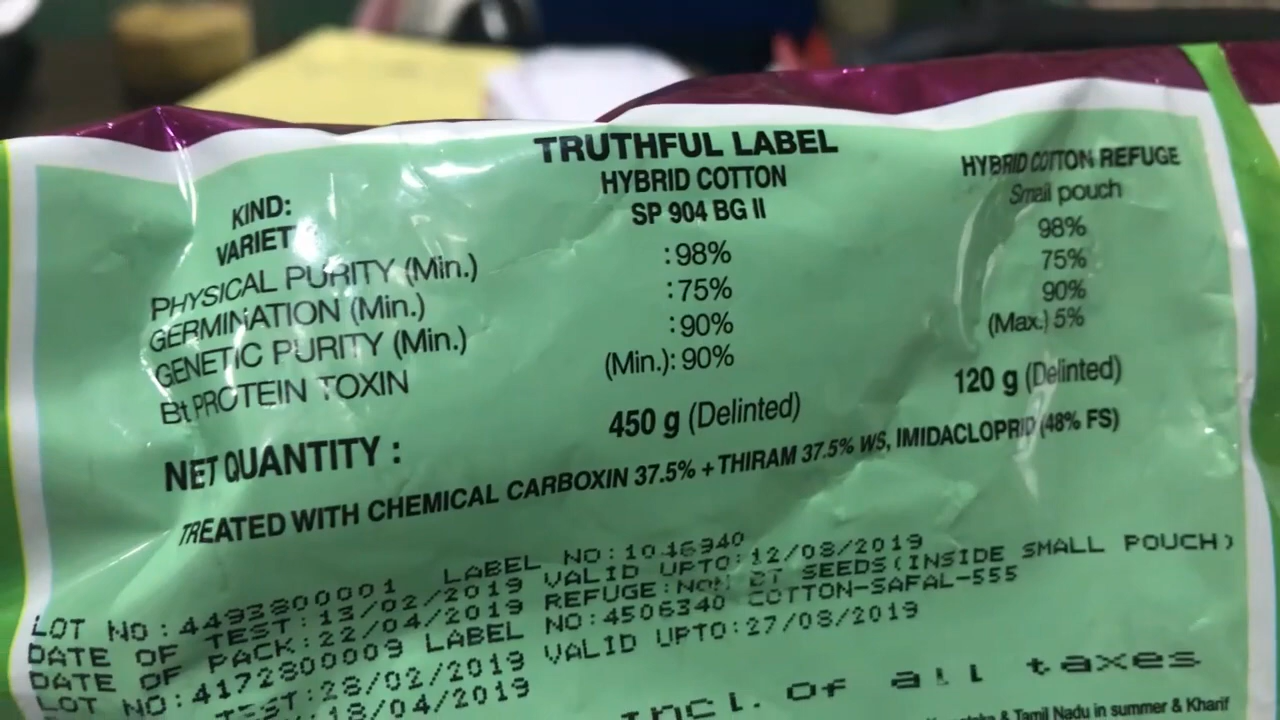 TRUTHFUL LABEL
KIND: HYBRID COTTON HYBRID COTTON REFUGE
VARIET SP 904 BG II Small pouch
PHYSICAL PURITY (Min.) :98% 98%
GERMINATION (Min.) :75% 75%
GENETIC PURITY (Min.) :90% 90%
Bt PROTEIN TOXIN (Min.): 90% (Max.) 5%
NET QUANTITY : 450 g (Delinted) 120 g (Delinted)
TREATED WITH CHEMICAL CARBOXIN 37.5% + THIRAM 37.5% WS, IMIDACLOPRID (48% FS)
LOT NO: 4493800001 LABEL NO:1046940
DATE OF TEST:13/02/2019 VALID UPTO:12/08/2019
DATE OF PACK:22/04/2019 REFUGE:NON BT SEEDS(INSIDE SMALL POUCH)
LOT NO:4172800009 LABEL NO:4506340 COTTON-SAFAL-555
TEST:28/02/2019 VALID UPTO:27/08/2019
18/04/2019
Incl. Of all taxes
& Tamil Nadu in summer & Kharif